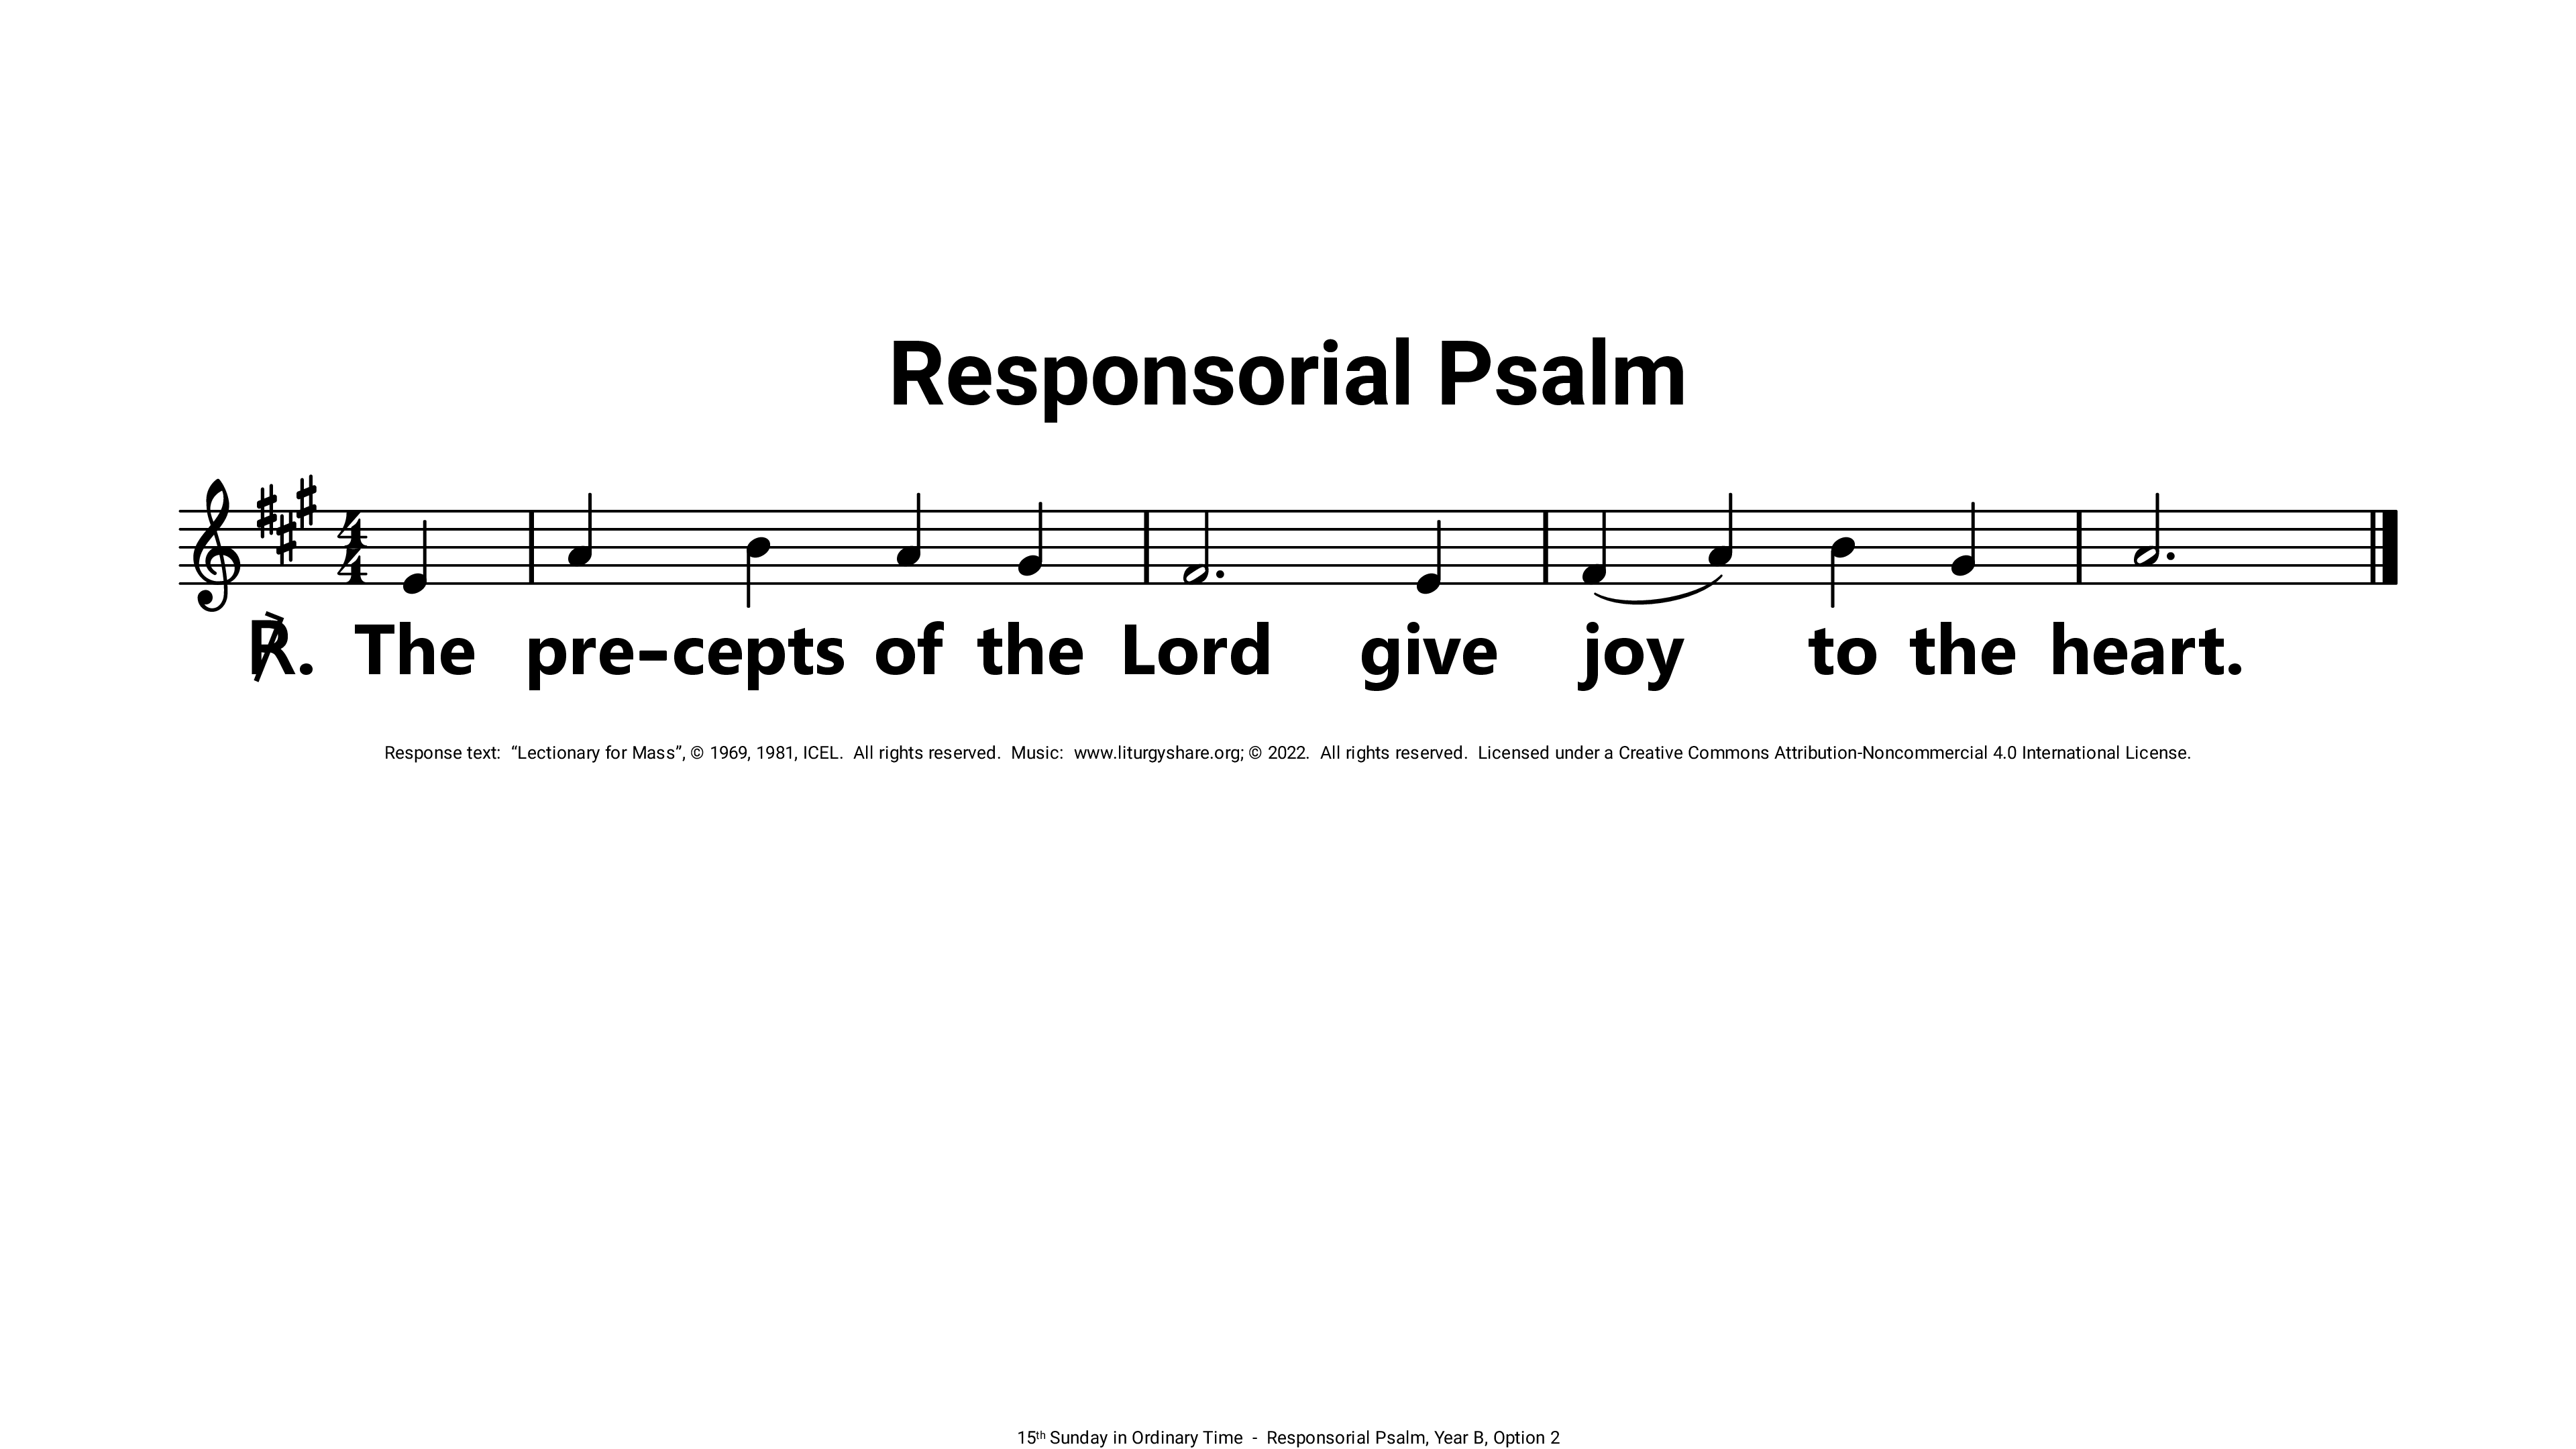 Responsorial Psalm
4
4
℟. The pre-cepts of the Lord give joy to the heart.
Response text: “Lectionary for Mass”, © 1969, 1981, ICEL. All rights reserved. Music: www.liturgyshare.org; © 2022. All rights reserved. Licensed under a Creative Commons Attribution-Noncommercial 4.0 International License.
15th Sunday in Ordinary Time - Responsorial Psalm, Year B, Option 2